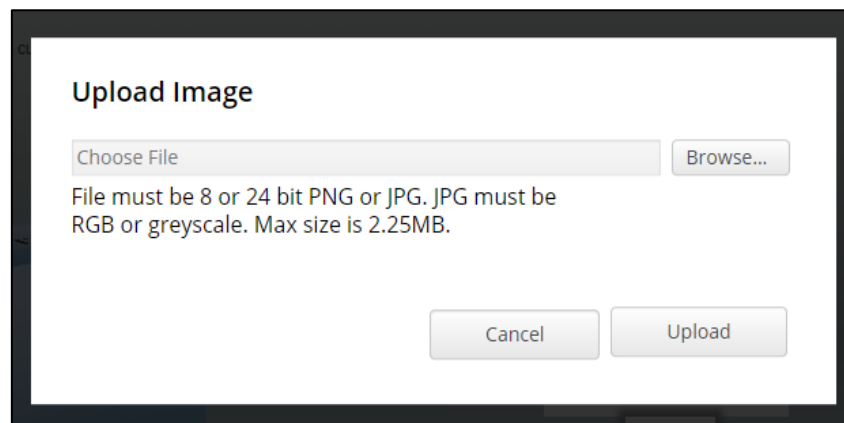 Upload Image
Choose File
Browse...
File must be 8 or 24 bit PNG or JPG. JPG must be
RGB or greyscale. Max size is 2.25MB.
Cancel
Upload